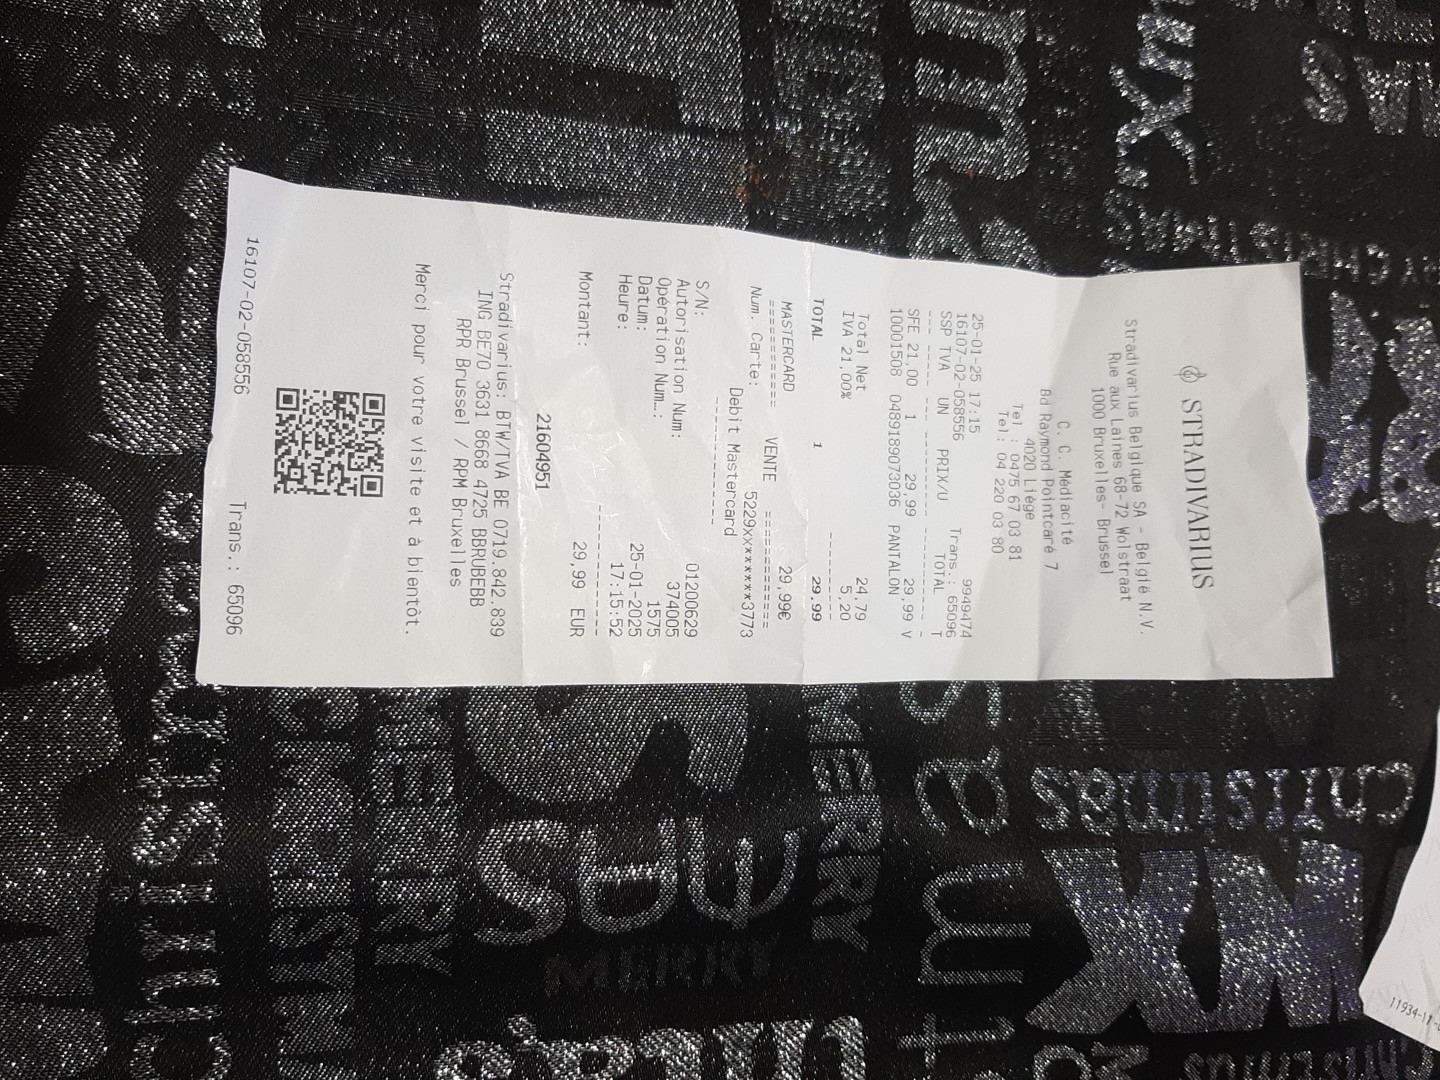 STRADIVARIUS
Stradivarius Belgique SA - België N.V.
Rue aux Laines 68-72 Wolstraat
1000 Bruxelles- Brussel
C. C. Médiacité
Bd Raymond Poincaré 7
4020 Liège
Tel : 0475 67 03 81
Tel: 04 220 03 80
25-01-25 17:15 9949474
16107-02-058556 Trans.: 65096
SSP TVA UN PRIX/U TOTAL T
SFE 21,00 1 29,99 29,99 V
10001508 0489189073036 PANTALON
Total Net 24,79
IVA 21,00% 5,20
TOTAL 1 29,99
MASTERCARD 29,99€
========== VENTE ==========
Num. Carte: 5229xx*******3773
Debit Mastercard
S/N: 01200629
Autorisation Num: 374005
Opération Num.: 1575
Datum: 25-01-2025
Heure: 17:15:52
Montant: 29,99 EUR
21604951
Stradivarius: BTW/TVA BE 0719.842.839
ING BE70 3631 8668 4725 BBRUBEBB
RPR Brussel / RPM Bruxelles
Merci pour votre visite et à bientôt.
16107-02-058556 Trans.: 65096
MERRY
CHRISTMAS
MERRY
MERRY
christmas